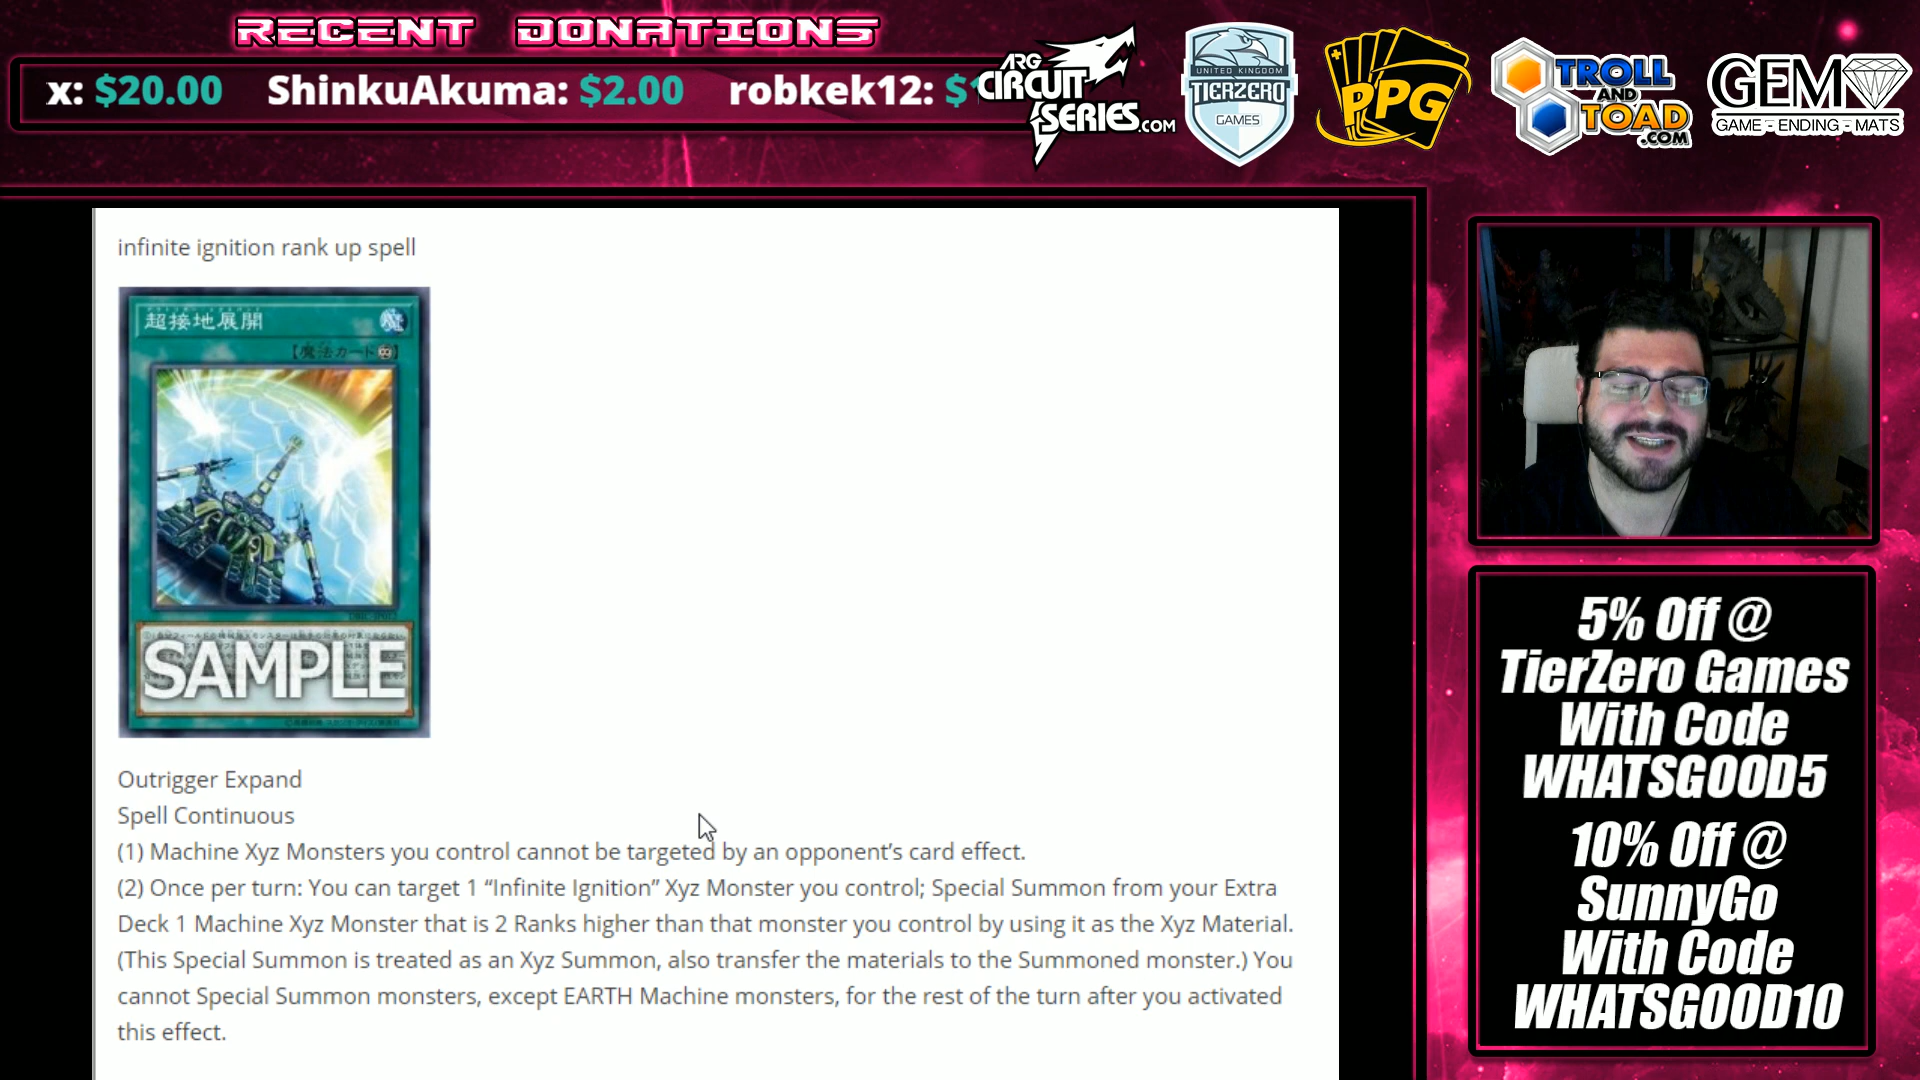 RECENT DONATIONS
x: $20.00 ShinkuAkuma: $2.00 robkek12: $
ARG
CIRCUIT
SERIES.COM
UNITED KINGDOM
TIERZERO
GAMES
PPG
TROLL
AND
TOAD
.COM
GEM
GAME - ENDING - MATS
infinite ignition rank up spell
超接地展開
【魔法カード】
SAMPLE
Outrigger Expand
Spell Continuous
(1) Machine Xyz Monsters you control cannot be targeted by an opponent’s card effect.
(2) Once per turn: You can target 1 “Infinite Ignition” Xyz Monster you control; Special Summon from your Extra
Deck 1 Machine Xyz Monster that is 2 Ranks higher than that monster you control by using it as the Xyz Material.
(This Special Summon is treated as an Xyz Summon, also transfer the materials to the Summoned monster.) You
cannot Special Summon monsters, except EARTH Machine monsters, for the rest of the turn after you activated
this effect.
5% Off @
TierZero Games
With Code
WHATSGOOD5
10% Off @
SunnyGo
With Code
WHATSGOOD10